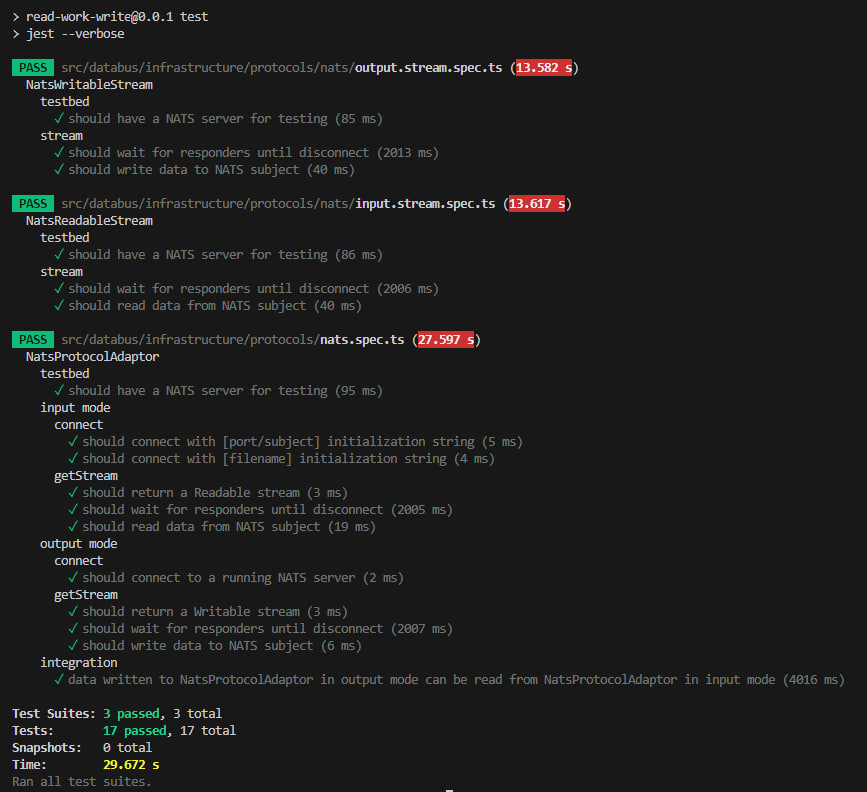 > read-work-write@0.0.1 test
> jest --verbose
PASS src/databus/infrastructure/protocols/nats/output.stream.spec.ts (13.582 s)
NatsWritableStream
testbed
✓ should have a NATS server for testing (85 ms)
stream
✓ should wait for responders until disconnect (2013 ms)
✓ should write data to NATS subject (40 ms)
PASS src/databus/infrastructure/protocols/nats/input.stream.spec.ts (13.617 s)
NatsReadableStream
testbed
✓ should have a NATS server for testing (86 ms)
stream
✓ should wait for responders until disconnect (2006 ms)
✓ should read data from NATS subject (40 ms)
PASS src/databus/infrastructure/protocols/nats.spec.ts (27.597 s)
NatsProtocolAdaptor
testbed
✓ should have a NATS server for testing (95 ms)
input mode
connect
✓ should connect with [port/subject] initialization string (5 ms)
✓ should connect with [filename] initialization string (4 ms)
getStream
✓ should return a Readable stream (3 ms)
✓ should wait for responders until disconnect (2005 ms)
✓ should read data from NATS subject (19 ms)
output mode
connect
✓ should connect to a running NATS server (2 ms)
getStream
✓ should return a Writable stream (3 ms)
✓ should wait for responders until disconnect (2007 ms)
✓ should write data to NATS subject (6 ms)
integration
✓ data written to NatsProtocolAdaptor in output mode can be read from NatsProtocolAdaptor in input mode (4016 ms)
Test Suites: 3 passed, 3 total
Tests: 17 passed, 17 total
Snapshots: 0 total
Time: 29.672 s
Ran all test suites.